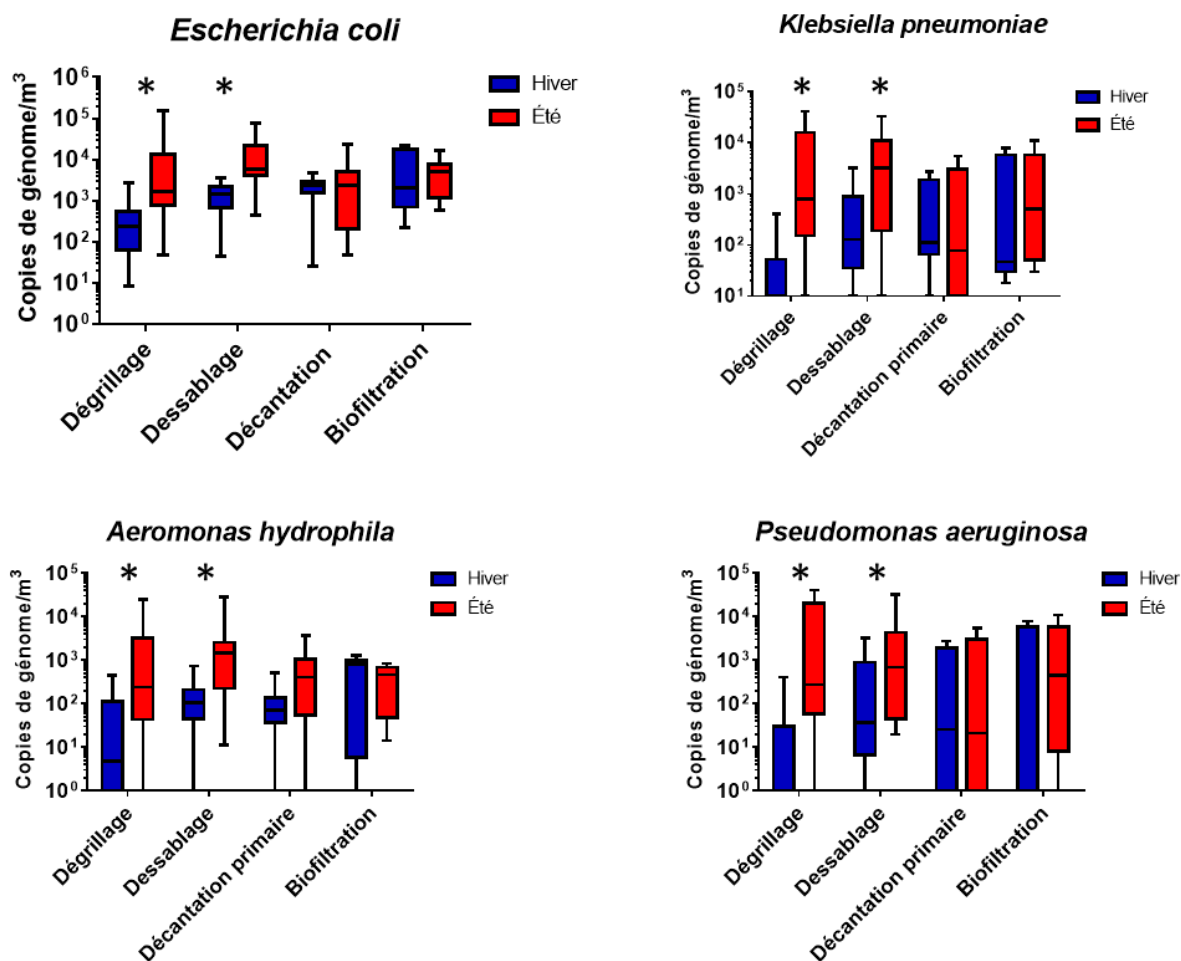 Escherichia coli
Copies de génome/m³
10⁶
10⁵
10⁴
10³
10²
10¹
10⁰
*
*
Hiver
Été
Dégrillage
Dessablage
Décantation
Biofiltration
Klebsiella pneumoniae
Copies de génome/m³
10⁵
10⁴
10³
10²
10¹
*
*
Hiver
Été
Dégrillage
Dessablage
Décantation primaire
Biofiltration
Aeromonas hydrophila
Copies de génome/m³
10⁵
10⁴
10³
10²
10¹
10⁰
*
*
Hiver
Été
Dégrillage
Dessablage
Décantation primaire
Biofiltration
Pseudomonas aeruginosa
Copies de génome/m³
10⁵
10⁴
10³
10²
10¹
10⁰
*
*
Hiver
Été
Dégrillage
Dessablage
Décantation primaire
Biofiltration